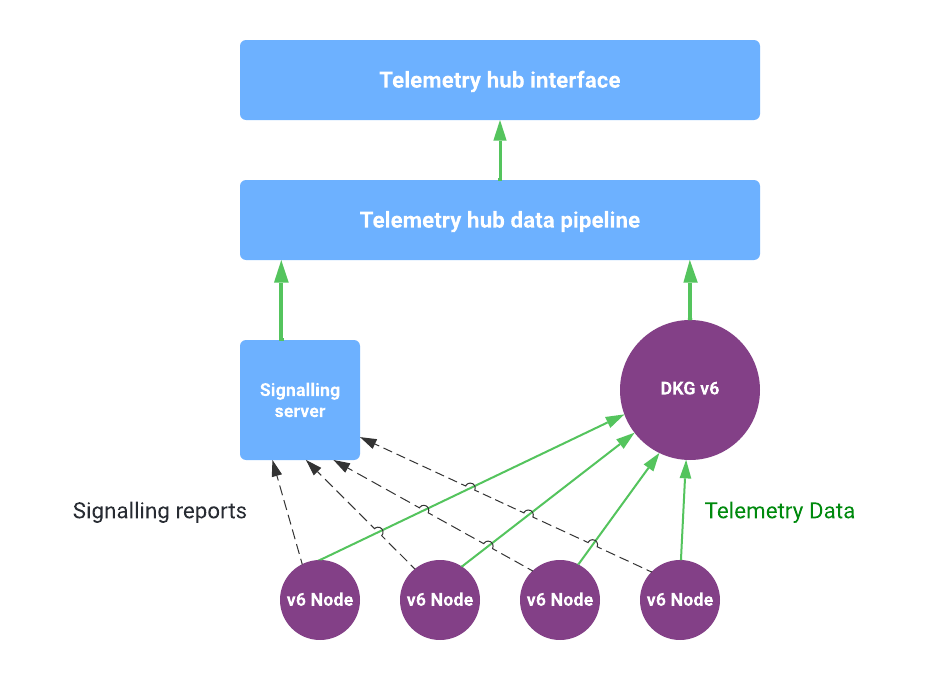 Telemetry hub interface
Telemetry hub data pipeline
Signalling
server
DKG v6
Signalling reports
Telemetry Data
v6 Node
v6 Node
v6 Node
v6 Node